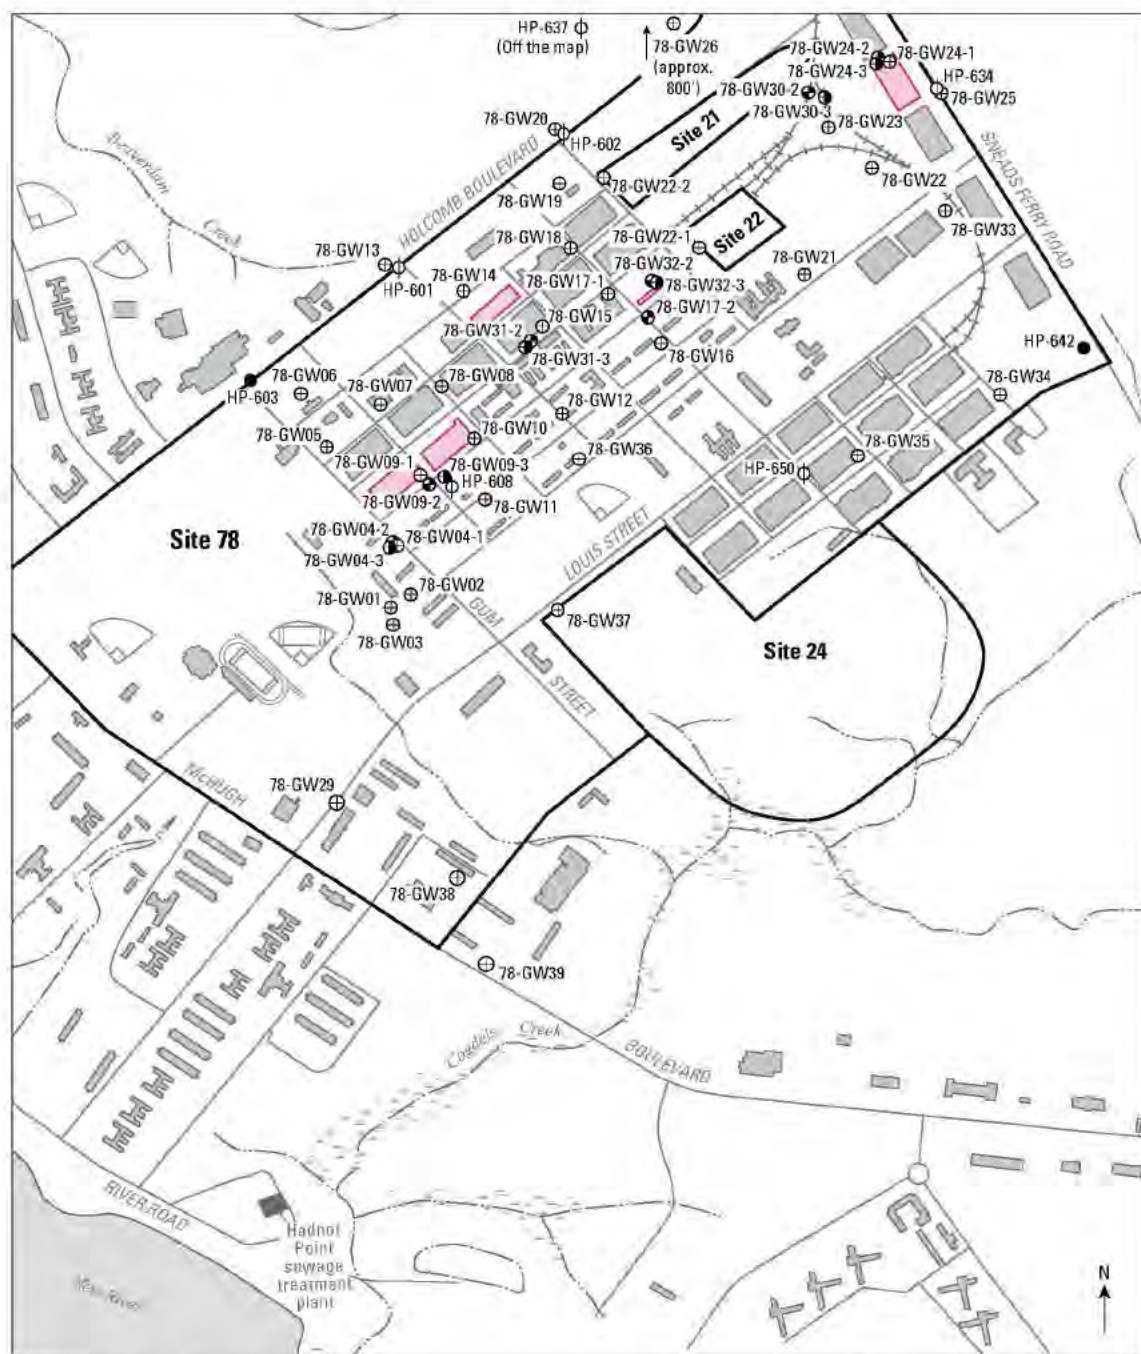 HP-637
(Off the map)
78-GW26
(approx.
800')
78-GW24-2
78-GW24-1
78-GW24-3
HP-634
78-GW30-2
78-GW25
78-GW30-3
78-GW23
78-GW20
HP-602
Site 21
SNEADS FERRY ROAD
Beaverdam
Creek
HOLCOMB BOULEVARD
78-GW19
78-GW22-2
78-GW22
78-GW18
78-GW22-1
Site 22
78-GW33
78-GW13
HP-601
78-GW14
78-GW32-2
78-GW21
78-GW17-1
78-GW32-3
78-GW15
78-GW17-2
78-GW31-2
78-GW31-3
78-GW16
HP-642
78-GW06
HP-603
78-GW07
78-GW08
78-GW34
78-GW12
78-GW05
78-GW10
78-GW35
78-GW09-1
78-GW09-3
78-GW36
HP-650
HP-608
78-GW09-2
78-GW11
Site 78
78-GW04-2
78-GW04-1
78-GW04-3
LOUIS STREET
78-GW02
78-GW01
78-GW03
GUM
STREET
78-GW37
Site 24
McHUGH
78-GW29
78-GW38
78-GW39
Cogdels Creek
BOULEVARD
RIVER ROAD
Hadnot
Point
sewage
treatment
plant
New River
N